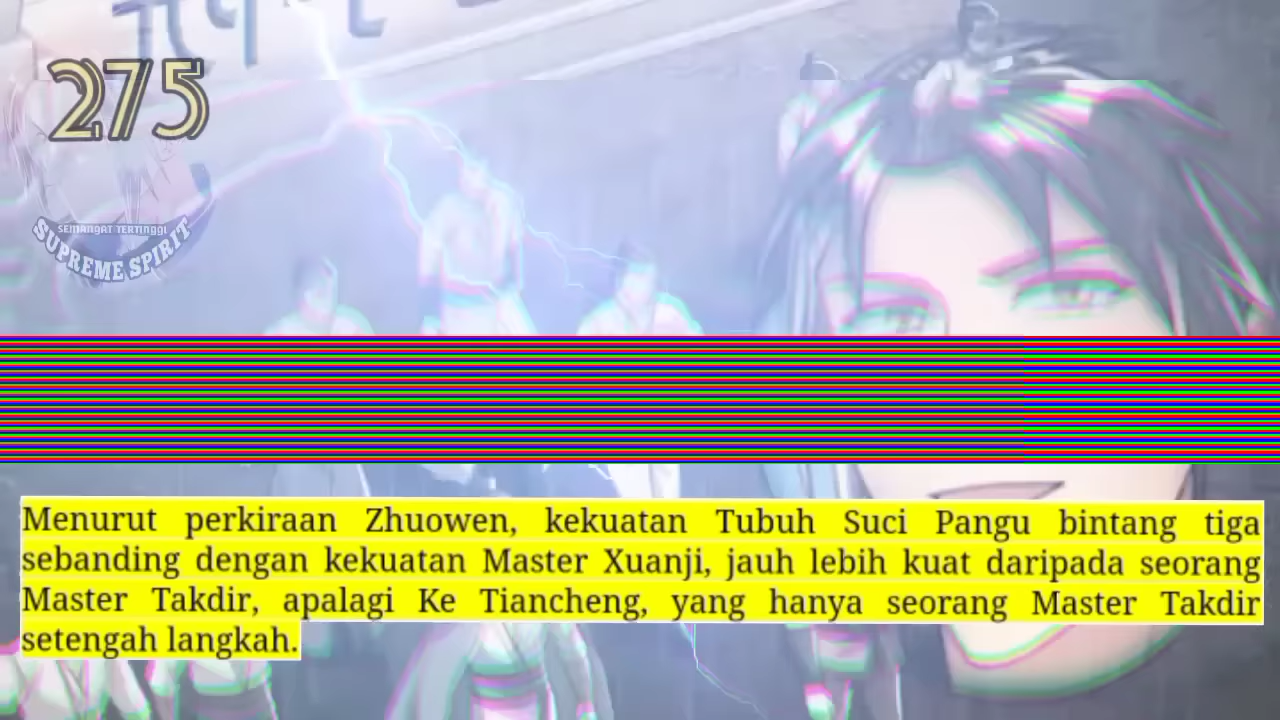 275
SEMANGAT TERTINGGI
SUPREME SPIRIT
Menurut perkiraan Zhuowen, kekuatan Tubuh Suci Pangu bintang tiga
sebanding dengan kekuatan Master Xuanji, jauh lebih kuat daripada seorang
Master Takdir, apalagi Ke Tiancheng, yang hanya seorang Master Takdir
setengah langkah.